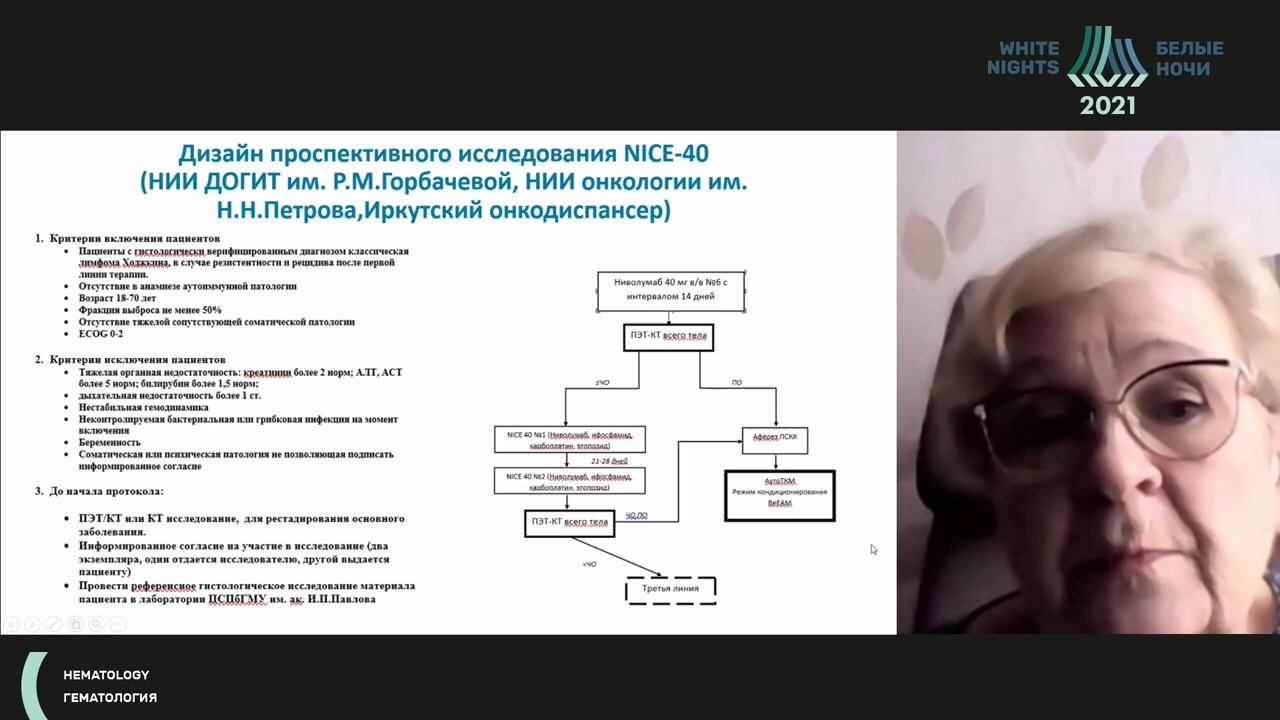 WHITE NIGHTS
БЕЛЫЕ НОЧИ
2021
Дизайн проспективного исследования NICE-40
(НИИ ДОГИТ им. Р.М.Горбачевой, НИИ онкологии им.
Н.Н.Петрова,Иркутский онкодиспансер)
1. Критерии включения пациентов
• Пациенты с гистологически верифицированным диагнозом классическая
лимфома Ходжкина, в случае резистентности и рецидива после первой
линии терапии.
• Отсутствие в анамнезе аутоиммунной патологии
• Возраст 18-70 лет
• Фракция выброса не менее 50%
• Отсутствие тяжелой сопутствующей соматической патологии
• ECOG 0-2
2. Критерии исключения пациентов
• Тяжелая органная недостаточность: креатинин более 2 норм; АЛТ, АСТ
более 5 норм; билирубин более 1,5 норм;
• дыхательная недостаточность более 1 ст.
• Нестабильная гемодинамика
• Неконтролируемая бактериальная или грибковая инфекция на момент
включения
• Беременность
• Соматическая или психическая патология не позволяющая подписать
информированное согласие
3. До начала протокола:
• ПЭТ/КТ или КТ исследование, для рестадирования основного
заболевания.
• Информированное согласие на участие в исследование (два
экземпляра, один отдается исследователю, другой выдается
пациенту)
• Провести референсное гистологическое исследование материала
пациента в лаборатории ПСПбГМУ им. ак. И.П.Павлова
Ниволумаб 40 мг в/в №6 с
интервалом 14 дней
ПЭТ-КТ всего тела
≤ЧО
ПО
NICE 40 №1 (Ниволумаб, ифосфамид,
карбоплатин, этопозид)
21-28 дней
NICE 40 №2 (Ниволумаб, ифосфамид,
карбоплатин, этопозид)
ПЭТ-КТ всего тела
ЧО,ПО
<ЧО
Третья линия
Аферез ПСКК
АутоТКМ
Режим кондиционирования
BeEAM
HEMATOLOGY
ГЕМАТОЛОГИЯ